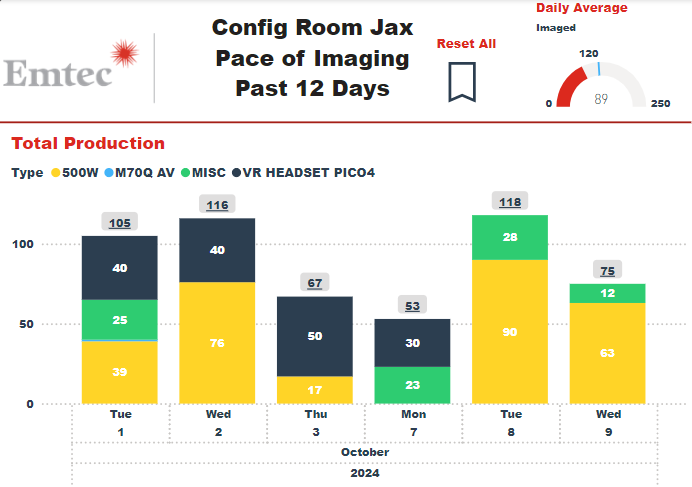 Emtec
Config Room Jax
Pace of Imaging
Past 12 Days
Reset All
Daily Average
Imaged
120
0
89
250
Total Production
Type 500W M70Q AV MISC VR HEADSET PICO4
105 116 67 53 118 75
100
50
0
40 40 50 30 28 12
25 76 17 23 90 63
39
Tue Wed Thu Mon Tue Wed
1 2 3 7 8 9
October
2024